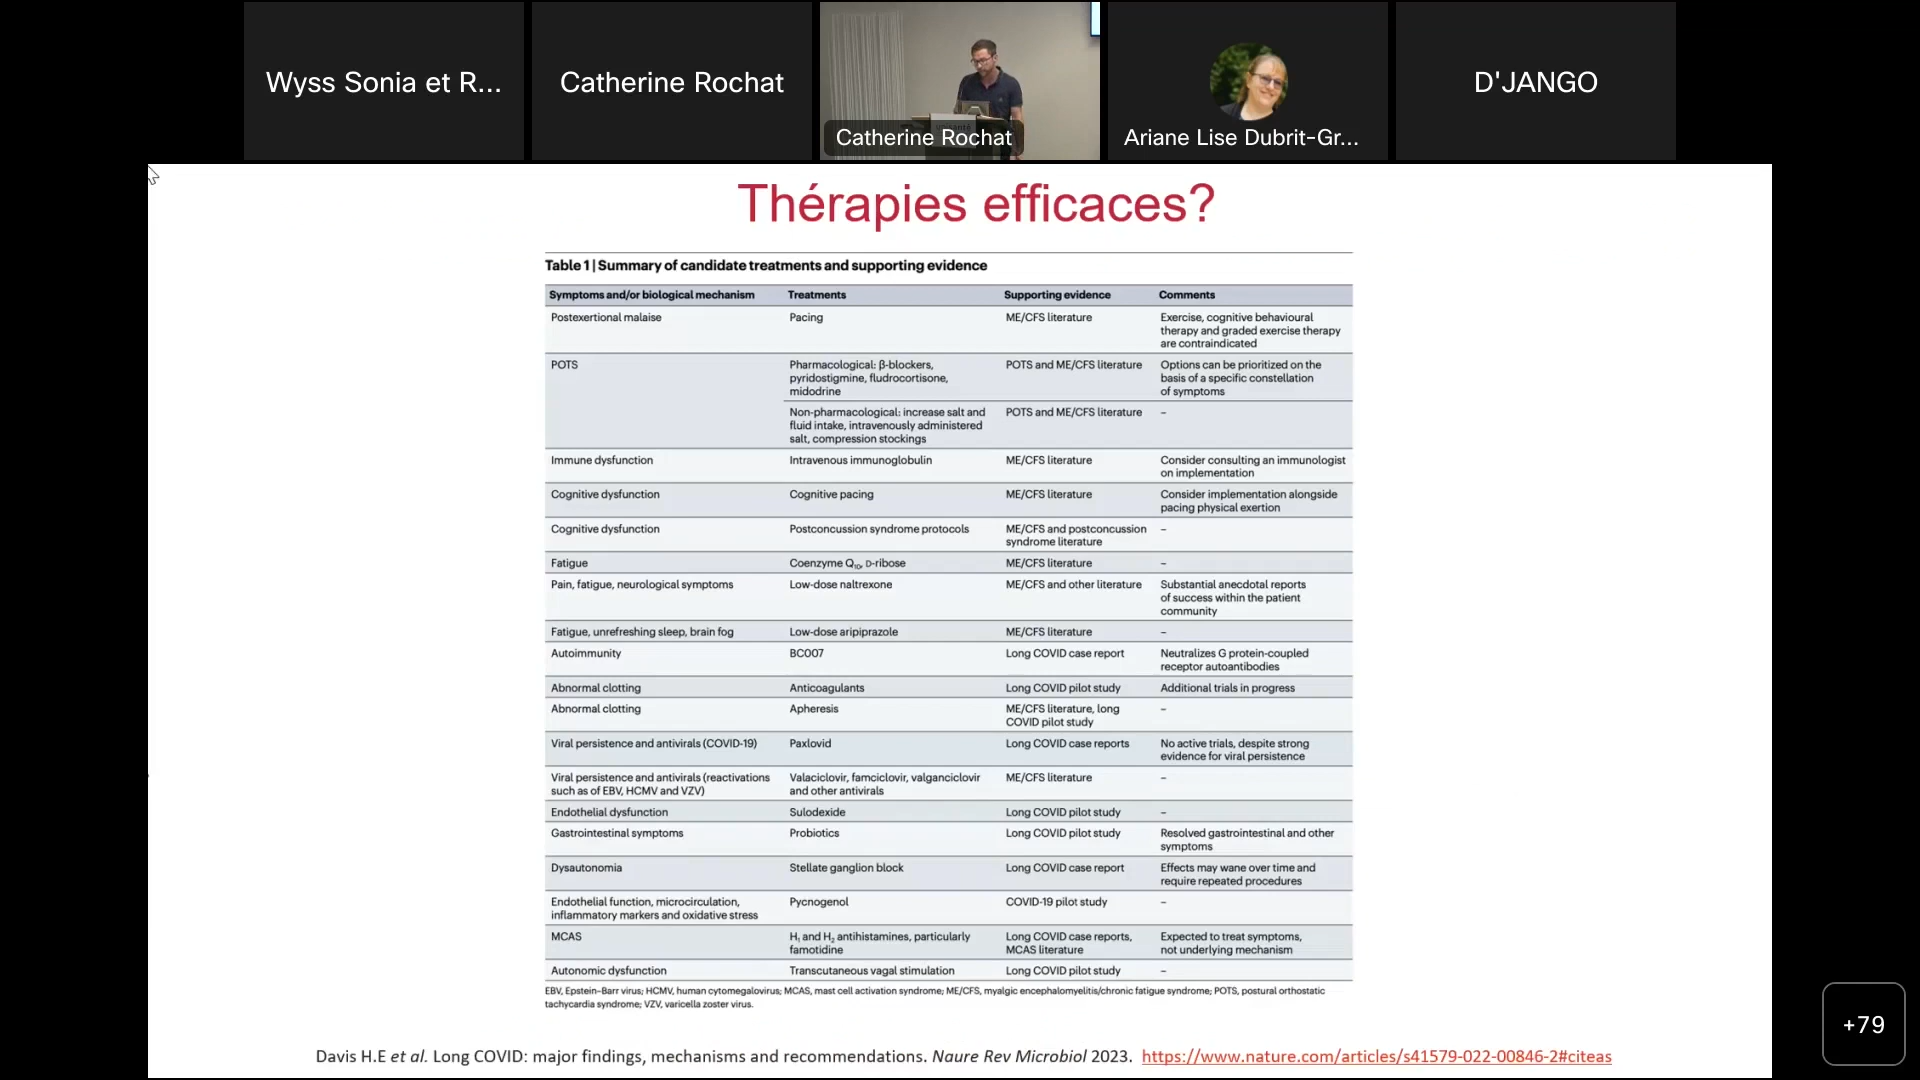 Wyss Sonia et R...
Catherine Rochat
Catherine Rochat
Ariane Lise Dubrit-Gr...
D'JANGO
Thérapies efficaces?
Table 1 | Summary of candidate treatments and supporting evidence
Symptoms and/or biological mechanism Treatments Supporting evidence Comments
Postexertional malaise Pacing ME/CFS literature Exercise, cognitive behavioural
therapy and graded exercise therapy
are contraindicated
POTS Pharmacological: β-blockers, POTS and ME/CFS literature Options can be prioritized on the
pyridostigmine, fludrocortisone, basis of a specific constellation
midodrine of symptoms
Non-pharmacological: increase salt and POTS and ME/CFS literature –
fluid intake, intravenously administered
salt, compression stockings
Immune dysfunction Intravenous immunoglobulin ME/CFS literature Consider consulting an immunologist
on implementation
Cognitive dysfunction Cognitive pacing ME/CFS literature Consider implementation alongside
pacing physical exertion
Cognitive dysfunction Postconcussion syndrome protocols ME/CFS and postconcussion –
syndrome literature
Fatigue Coenzyme Q10, D-ribose ME/CFS literature –
Pain, fatigue, neurological symptoms Low-dose naltrexone ME/CFS and other literature Substantial anecdotal reports
of success within the patient
community
Fatigue, unrefreshing sleep, brain fog Low-dose aripiprazole ME/CFS literature –
Autoimmunity BC007 Long COVID case report Neutralizes G protein-coupled
receptor autoantibodies
Abnormal clotting Anticoagulants Long COVID pilot study Additional trials in progress
Abnormal clotting Apheresis ME/CFS literature, long –
COVID pilot study
Viral persistence and antivirals (COVID-19) Paxlovid Long COVID case reports No active trials, despite strong
evidence for viral persistence
Viral persistence and antivirals (reactivations Valaciclovir, famciclovir, valganciclovir ME/CFS literature –
such as of EBV, HCMV and VZV) and other antivirals
Endothelial dysfunction Sulodexide Long COVID pilot study –
Gastrointestinal symptoms Probiotics Long COVID pilot study Resolved gastrointestinal and other
symptoms
Dysautonomia Stellate ganglion block Long COVID case report Effects may wane over time and
require repeated procedures
Endothelial function, microcirculation, Pycnogenol COVID-19 pilot study –
inflammatory markers and oxidative stress
MCAS H1 and H2 antihistamines, particularly Long COVID case reports, Expected to treat symptoms,
famotidine MCAS literature not underlying mechanism
Autonomic dysfunction Transcutaneous vagal stimulation Long COVID pilot study –
EBV, Epstein–Barr virus; HCMV, human cytomegalovirus; MCAS, mast cell activation syndrome; ME/CFS, myalgic encephalomyelitis/chronic fatigue syndrome; POTS, postural orthostatic
tachycardia syndrome; VZV, varicella zoster virus.
Davis H.E et al. Long COVID: major findings, mechanisms and recommendations. Naure Rev Microbiol 2023. https://www.nature.com/articles/s41579-022-00846-2#citeas
+79